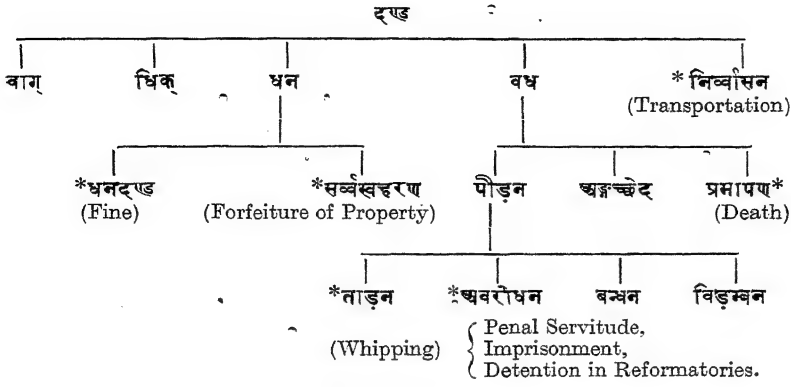 दण्ड
वाग् धिक् धन वध *निर्व्वासन
(Transportation)
*धनदण्ड *सर्व्वस्वहरण पीड़न अङ्गच्छेद प्रमापण*
(Fine) (Forfeiture of Property) (Death)
*ताड़न *अवरोधन बन्धन विड़म्बन
(Whipping) { Penal Servitude,
Imprisonment,
Detention in Reformatories.